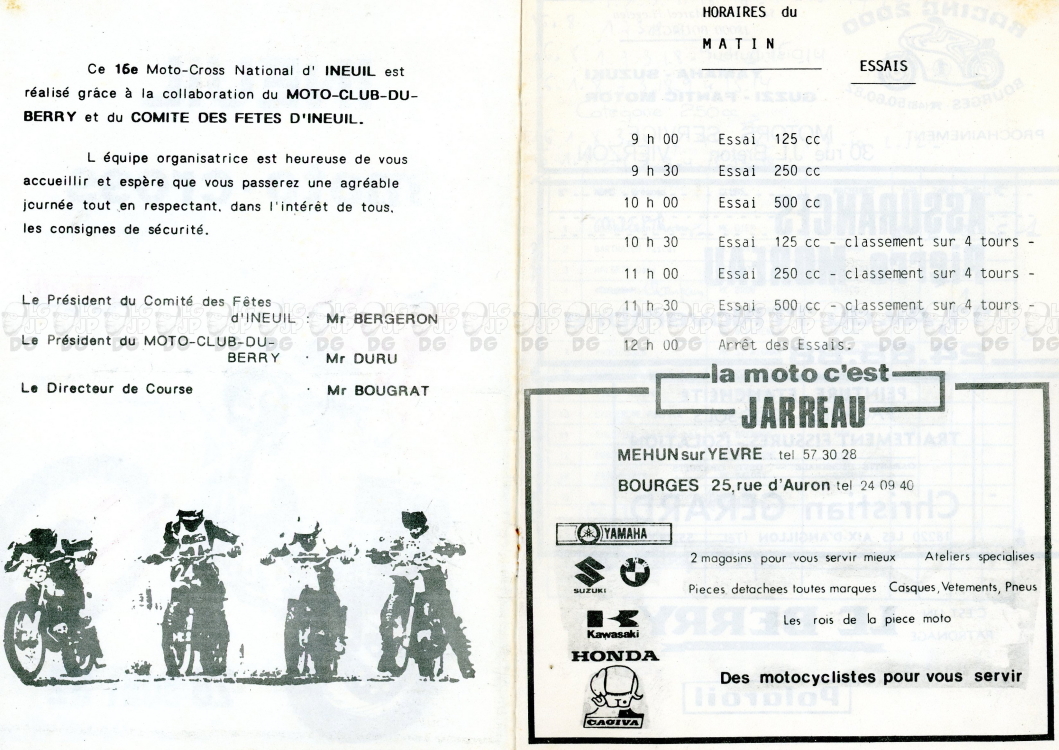 Ce 16e Moto-Cross National d' INEUIL est
réalisé grâce à la collaboration du MOTO-CLUB-DU-
BERRY et du COMITE DES FETES D'INEUIL.
L équipe organisatrice est heureuse de vous
accueillir et espère que vous passerez une agréable
journée tout en respectant, dans l'intérêt de tous,
les consignes de sécurité.
Le Président du Comité des Fêtes
d'INEUIL : Mr BERGERON
Le Président du MOTO-CLUB-DU-
BERRY · Mr DURU
Le Directeur de Course · Mr BOUGRAT
HORAIRES du
MATIN
ESSAIS
9 h 00 Essai 125 cc
9 h 30 Essai 250 cc
10 h 00 Essai 500 cc
10 h 30 Essai 125 cc - classement sur 4 tours -
11 h 00 Essai 250 cc - classement sur 4 tours -
11 h 30 Essai 500 cc - classement sur 4 tours -
12 h 00 Arrêt des Essais.
la moto c'est
JARREAU
MEHUN sur YEVRE tel 57 30 28
BOURGES 25, rue d'Auron tel 24 09 40
YAMAHA
SUZUKI
Kawasaki
HONDA
CAGIVA
2 magasins pour vous servir mieux Ateliers specialises
Pieces detachees toutes marques Casques, Vetements, Pneus
Les rois de la piece moto
Des motocyclistes pour vous servir